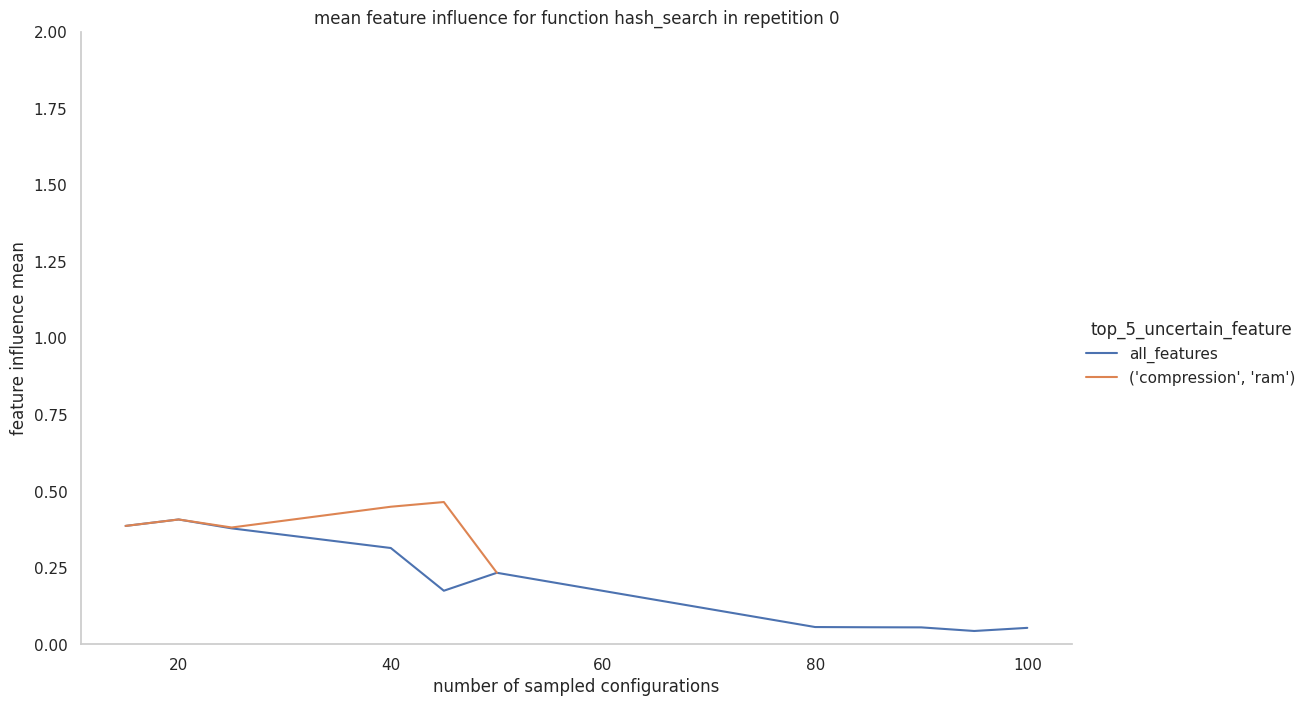 mean feature influence for function hash_search in repetition 0
2.00
1.75
1.50
1.25
1.00
0.75
0.50
0.25
0.00
feature influence mean
20 40 60 80 100
number of sampled configurations
top_5_uncertain_feature
all_features
('compression', 'ram')